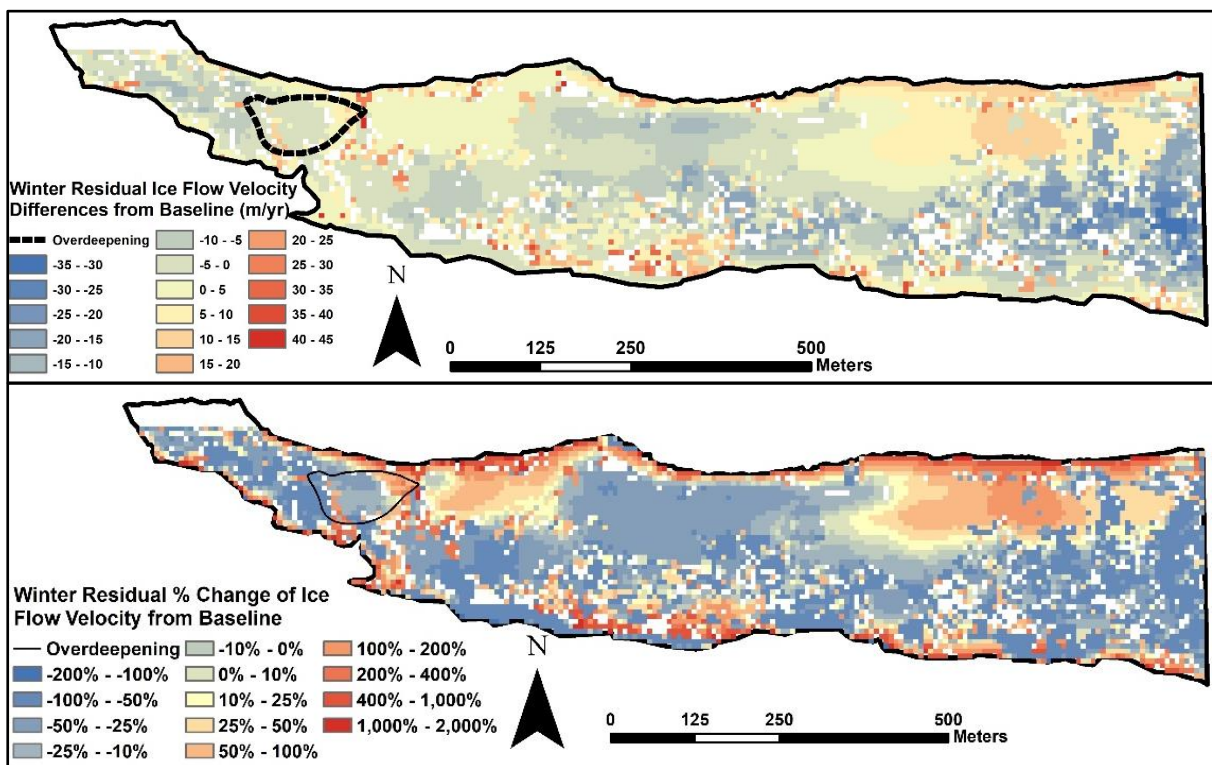 Winter Residual Ice Flow Velocity
Differences from Baseline (m/yr)
Overdeepening
-35 - -30
-30 - -25
-25 - -20
-20 - -15
-15 - -10
-10 - -5
-5 - 0
0 - 5
5 - 10
10 - 15
15 - 20
20 - 25
25 - 30
30 - 35
35 - 40
40 - 45
N
0 125 250 500
Meters
Winter Residual % Change of Ice
Flow Velocity from Baseline
Overdeepening
-200% - -100%
-100% - -50%
-50% - -25%
-25% - -10%
-10% - 0%
0% - 10%
10% - 25%
25% - 50%
50% - 100%
100% - 200%
200% - 400%
400% - 1,000%
1,000% - 2,000%
N
0 125 250 500
Meters